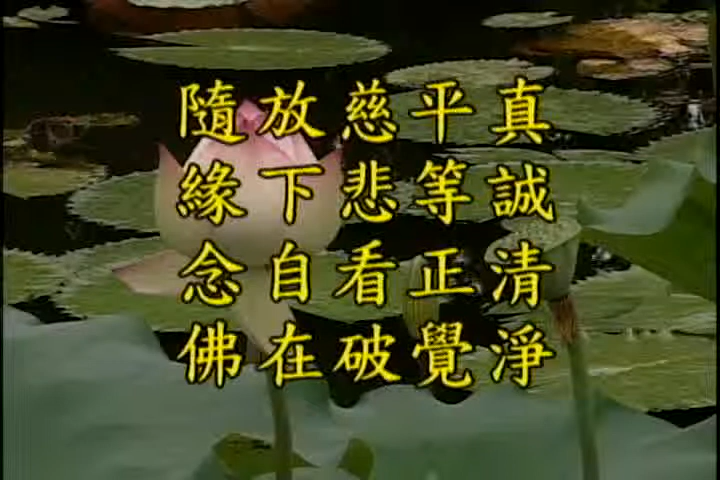 真誠清淨
平等正覺
慈悲看破
放下自在
隨緣念佛